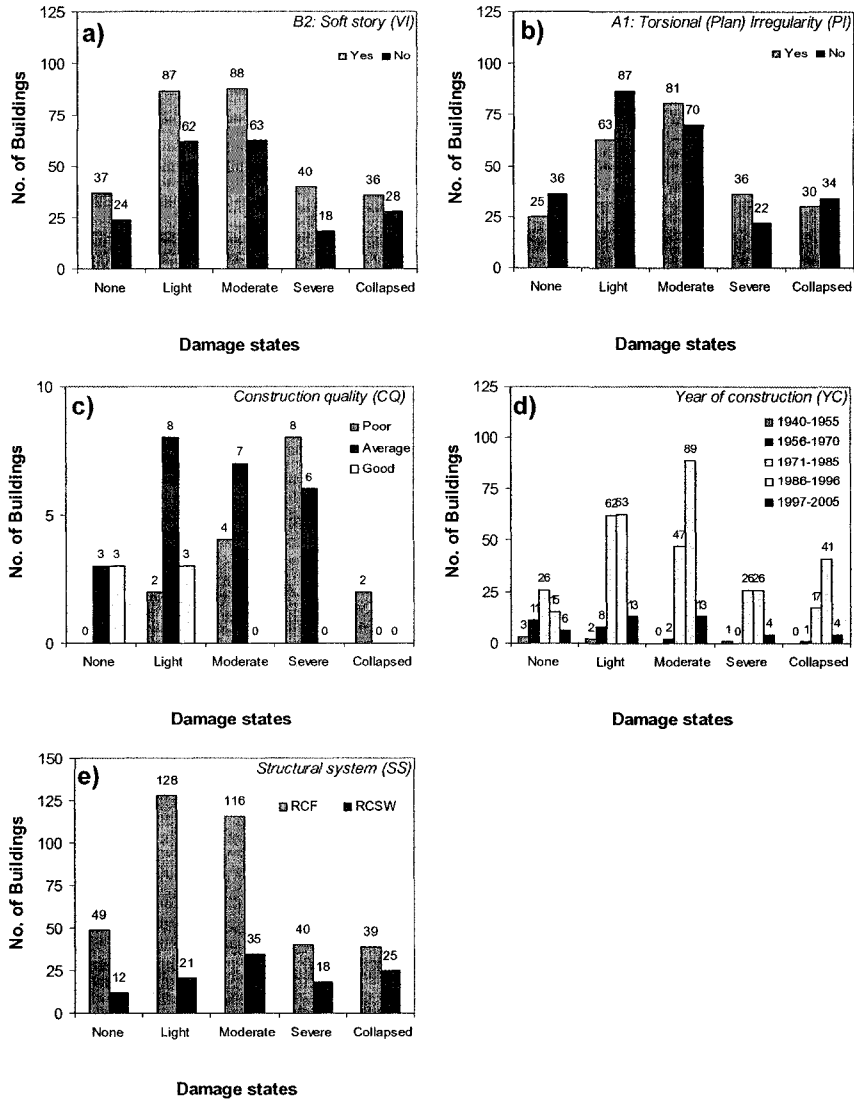 a)
B2: Soft story (VI)
Yes No
No. of Buildings
125
100
75
50
25
0
37 24 87 62 88 63 40 18 36 28
None Light Moderate Severe Collapsed
Damage states
b)
A1: Torsional (Plan) Irregularity (PI)
Yes No
No. of Buildings
125
100
75
50
25
0
25 36 63 87 81 70 36 22 30 34
None Light Moderate Severe Collapsed
Damage states
c)
Construction quality (CQ)
Poor
Average
Good
No. of Buildings
10
5
0
0 3 3 2 8 3 4 7 0 8 6 0 2 0 0
None Light Moderate Severe Collapsed
Damage states
d)
Year of construction (YC)
1940-1955
1956-1970
1971-1985
1986-1996
1997-2005
No. of Buildings
125
100
75
50
25
0
3 11 26 15 6 2 8 62 63 13 0 2 47 89 13 1 0 26 26 4 0 1 17 41 4
None Light Moderate Severe Collapsed
Damage states
e)
Structural system (SS)
RCF RCSW
No. of Buildings
150
125
100
75
50
25
0
49 12 128 21 116 35 40 18 39 25
None Light Moderate Severe Collapsed
Damage states